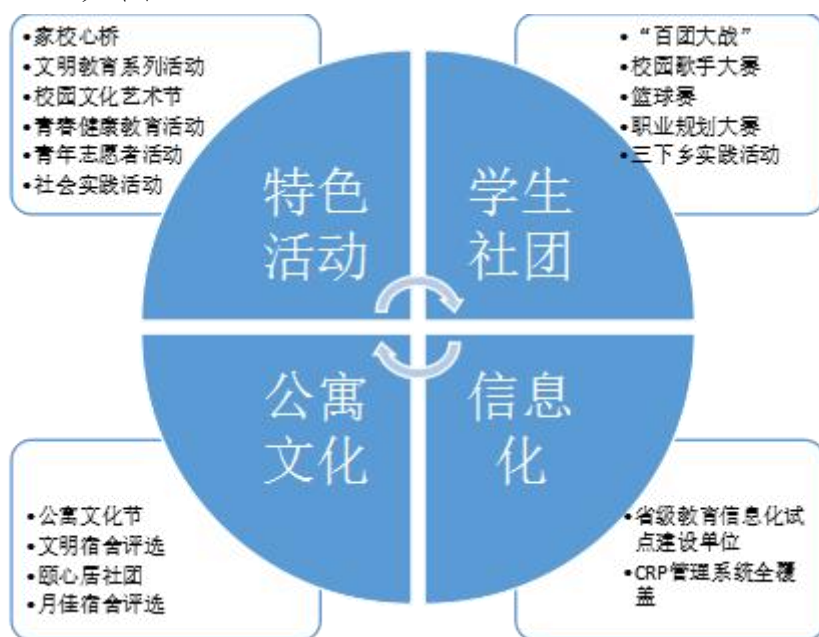 •家校心桥
•文明教育系列活动
•校园文化艺术节
•青春健康教育活动
•青年志愿者活动
•社会实践活动
•“百团大战”
•校园歌手大赛
•篮球赛
•职业规划大赛
•三下乡实践活动
特色
活动
学生
社团
公寓
文化
信息
化
•公寓文化节
•文明宿舍评选
•颐心居社团
•月佳宿舍评选
•省级教育信息化试
点建设单位
•CRP管理系统全覆
盖